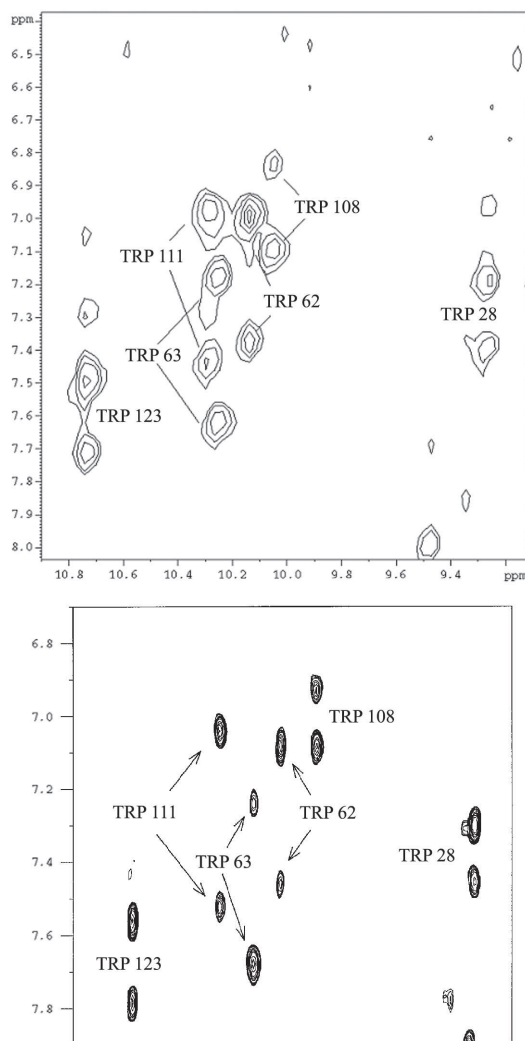 ppm
6.5
6.6
6.7
6.8
6.9
TRP 108
7.0
7.1
TRP 111
7.2
TRP 62
7.3
TRP 28
TRP 63
7.4
7.5
TRP 123
7.6
7.7
7.8
7.9
8.0
10.8 10.6 10.4 10.2 10.0 9.6 9.4 ppm
6.8
TRP 108
7.0
7.2
TRP 111 TRP 62
7.4
TRP 63 TRP 28
7.6
TRP 123
7.8